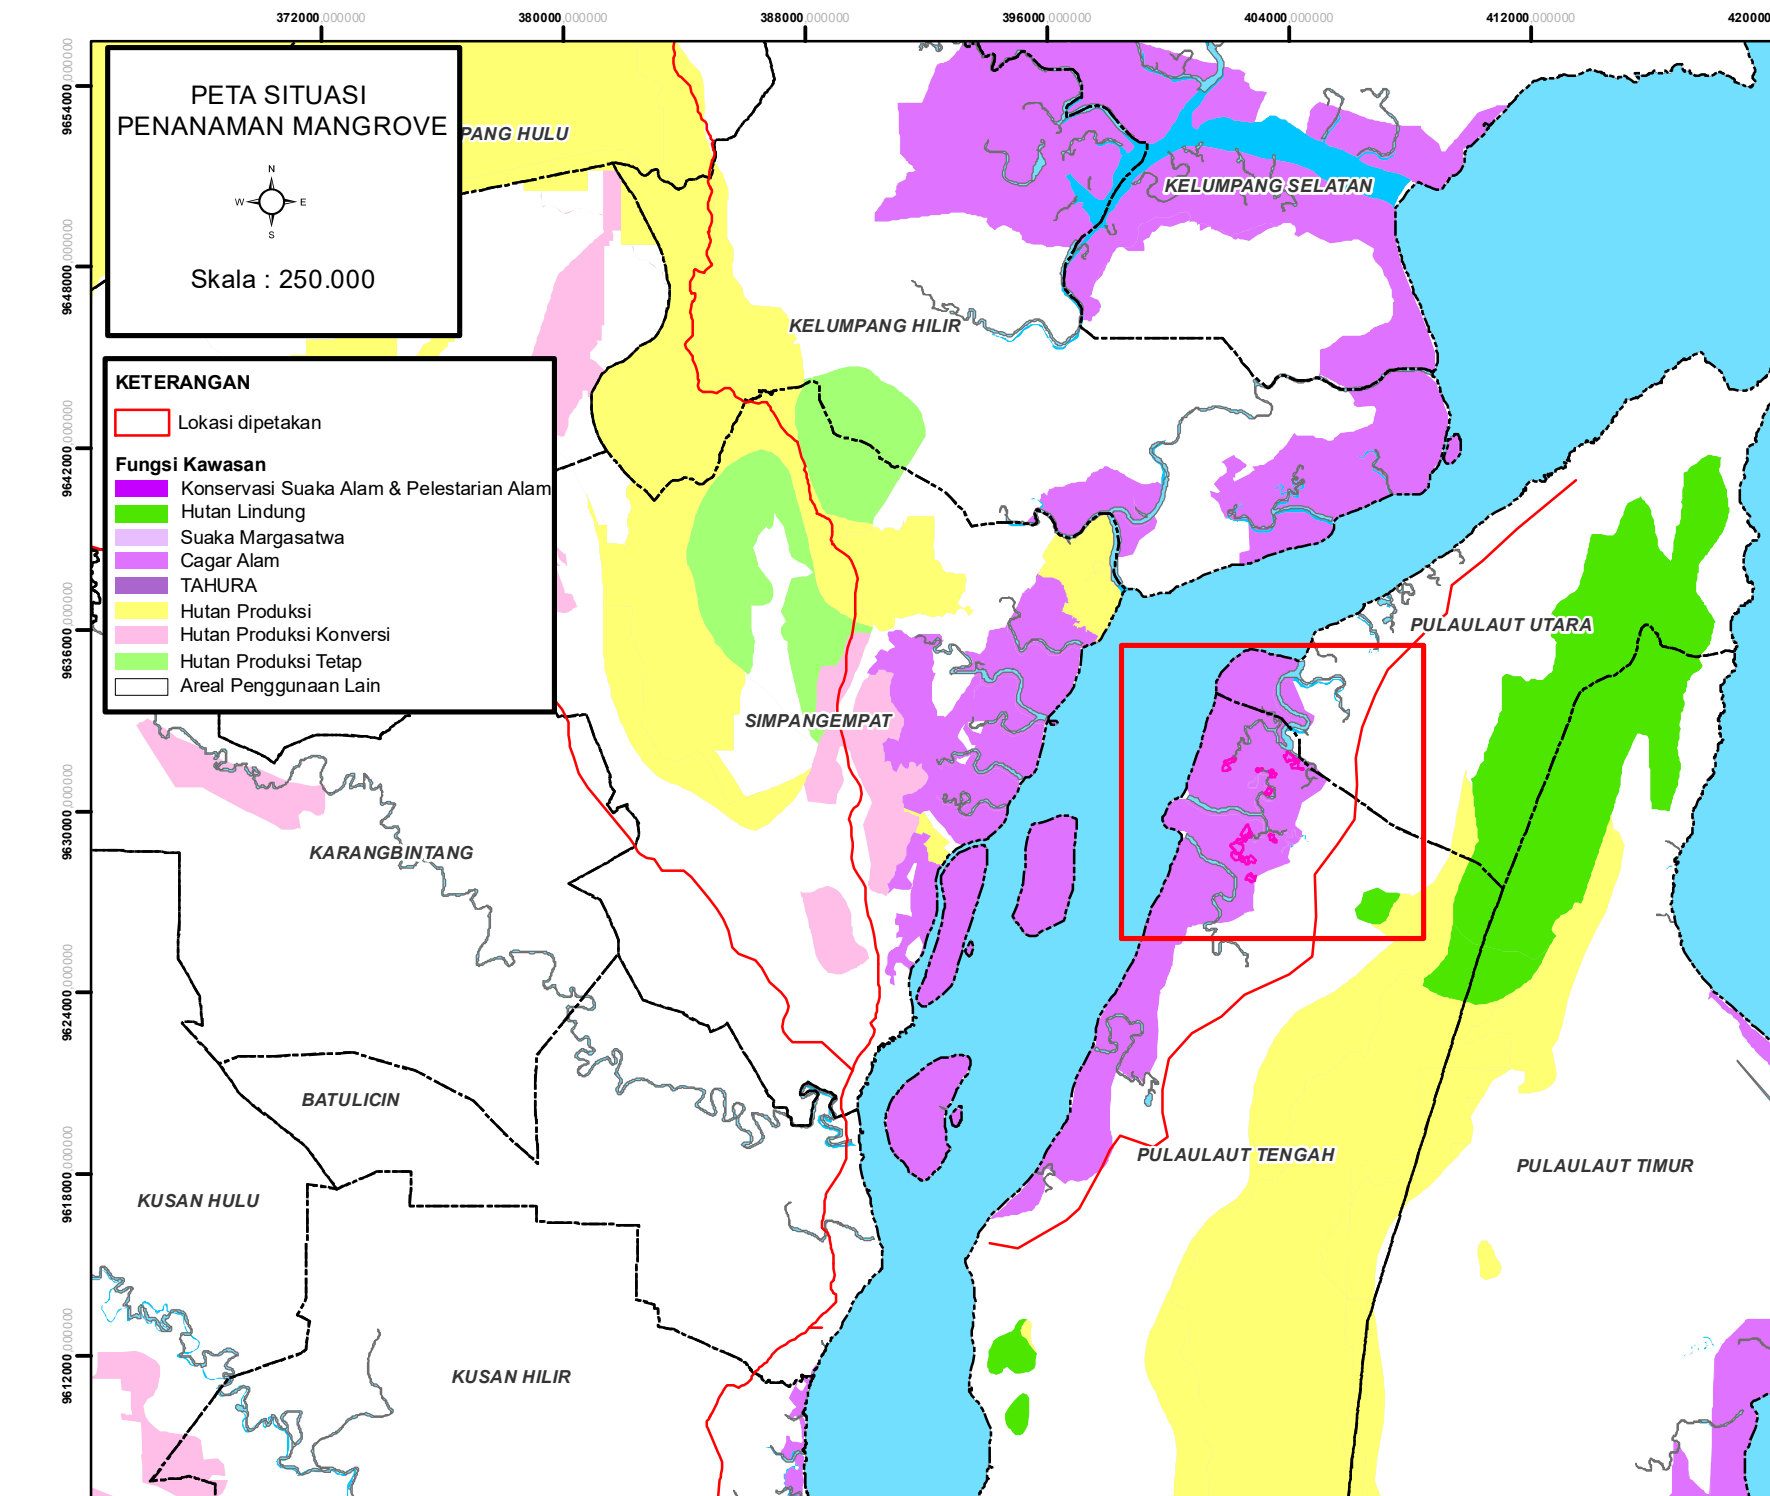 372000,000000 380000,000000 388000,000000 396000,000000 404000,000000 412000,000000 420000
9654000,000000
9648000,000000
9642000,000000
9636000,000000
9630000,000000
9624000,000000
9618000,000000
9612000,000000
PETA SITUASI
PENANAMAN MANGROVE
N
W E
S
Skala : 250.000
KETERANGAN
Lokasi dipetakan
Fungsi Kawasan
Konservasi Suaka Alam & Pelestarian Alam
Hutan Lindung
Suaka Margasatwa
Cagar Alam
TAHURA
Hutan Produksi
Hutan Produksi Konversi
Hutan Produksi Tetap
Areal Penggunaan Lain
PANG HULU
KELUMPANG SELATAN
KELUMPANG HILIR
PULAULAUT UTARA
SIMPANGEMPAT
KARANGBINTANG
BATULICIN
PULAULAUT TENGAH
PULAULAUT TIMUR
KUSAN HULU
KUSAN HILIR